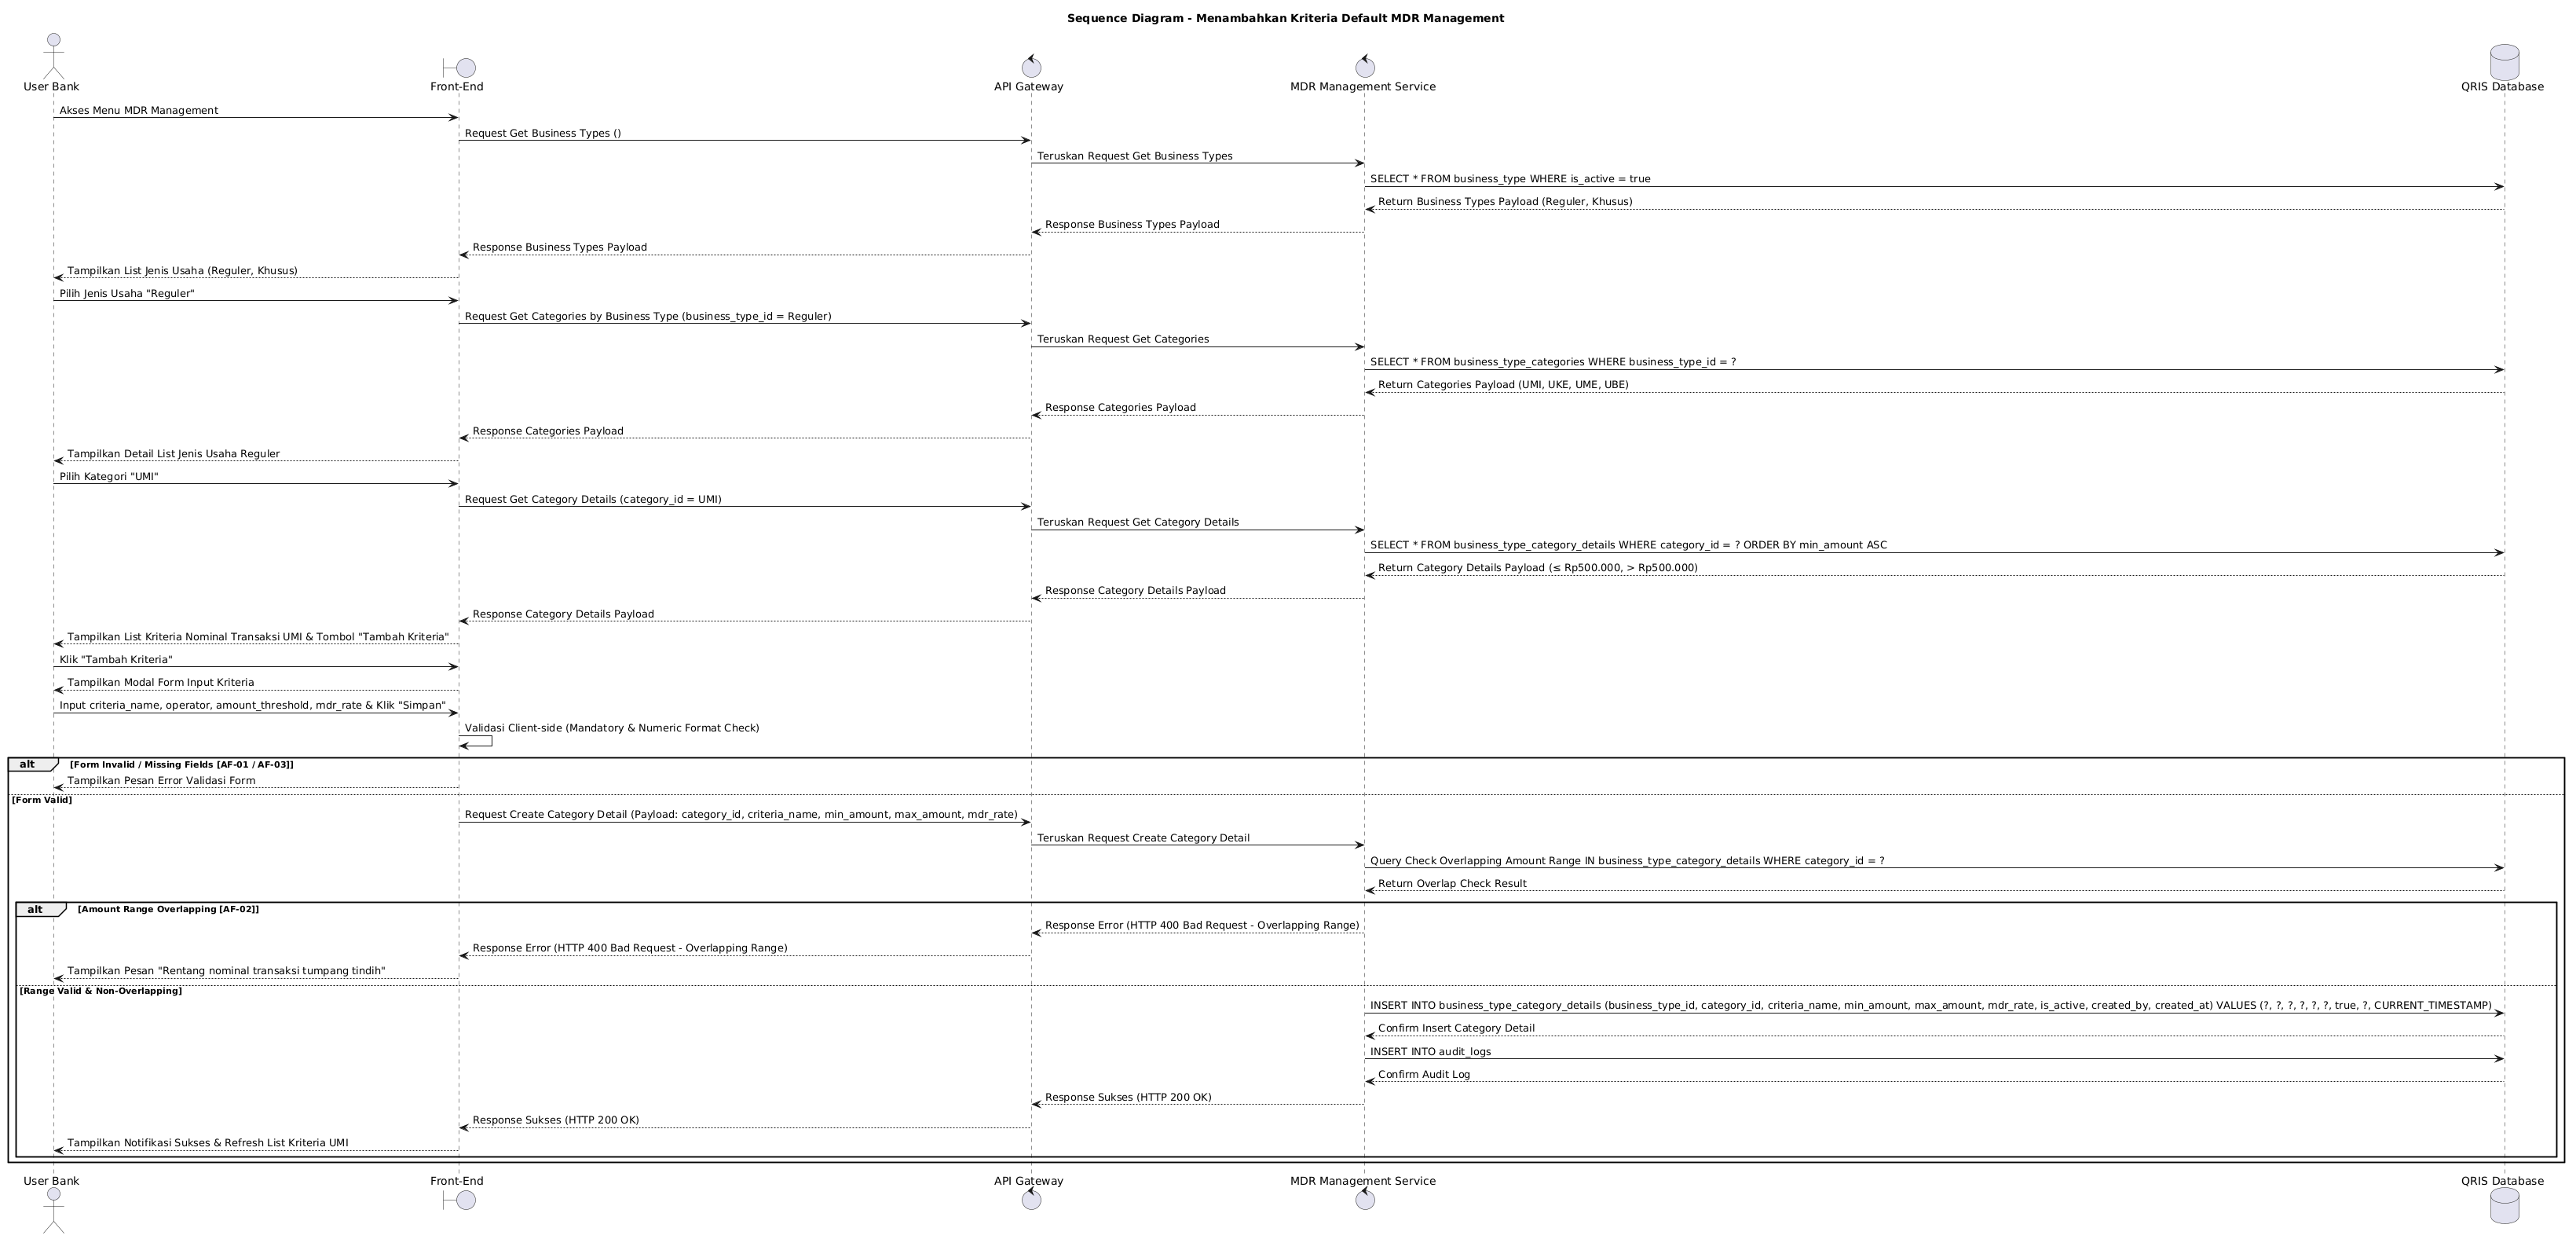 Sequence Diagram - Menambahkan Kriteria Default MDR Management
User Bank
Front-End
API Gateway
MDR Management Service
QRIS Database
Akses Menu MDR Management
Request Get Business Types ()
Teruskan Request Get Business Types
SELECT * FROM business_type WHERE is_active = true
Return Business Types Payload (Reguler, Khusus)
Response Business Types Payload
Response Business Types Payload
Tampilkan List Jenis Usaha (Reguler, Khusus)
Pilih Jenis Usaha "Reguler"
Request Get Categories by Business Type (business_type_id = Reguler)
Teruskan Request Get Categories
SELECT * FROM business_type_categories WHERE business_type_id = ?
Return Categories Payload (UMI, UKE, UME, UBE)
Response Categories Payload
Response Categories Payload
Tampilkan Detail List Jenis Usaha Reguler
Pilih Kategori "UMI"
Request Get Category Details (category_id = UMI)
Teruskan Request Get Category Details
SELECT * FROM business_type_category_details WHERE category_id = ? ORDER BY min_amount ASC
Return Category Details Payload (≤ Rp500.000, > Rp500.000)
Response Category Details Payload
Response Category Details Payload
Tampilkan List Kriteria Nominal Transaksi UMI & Tombol "Tambah Kriteria"
Klik "Tambah Kriteria"
Tampilkan Modal Form Input Kriteria
Input criteria_name, operator, amount_threshold, mdr_rate & Klik "Simpan"
Validasi Client-side (Mandatory & Numeric Format Check)
alt [Form Invalid / Missing Fields [AF-01 / AF-03]]
Tampilkan Pesan Error Validasi Form
[Form Valid]
Request Create Category Detail (Payload: category_id, criteria_name, min_amount, max_amount, mdr_rate)
Teruskan Request Create Category Detail
Query Check Overlapping Amount Range IN business_type_category_details WHERE category_id = ?
Return Overlap Check Result
alt [Amount Range Overlapping [AF-02]]
Response Error (HTTP 400 Bad Request - Overlapping Range)
Response Error (HTTP 400 Bad Request - Overlapping Range)
Tampilkan Pesan "Rentang nominal transaksi tumpang tindih"
[Range Valid & Non-Overlapping]
INSERT INTO business_type_category_details (business_type_id, category_id, criteria_name, min_amount, max_amount, mdr_rate, is_active, created_by, created_at) VALUES (?, ?, ?, ?, ?, ?, true, ?, CURRENT_TIMESTAMP)
Confirm Insert Category Detail
INSERT INTO audit_logs
Confirm Audit Log
Response Sukses (HTTP 200 OK)
Response Sukses (HTTP 200 OK)
Tampilkan Notifikasi Sukses & Refresh List Kriteria UMI
User Bank
Front-End
API Gateway
MDR Management Service
QRIS Database